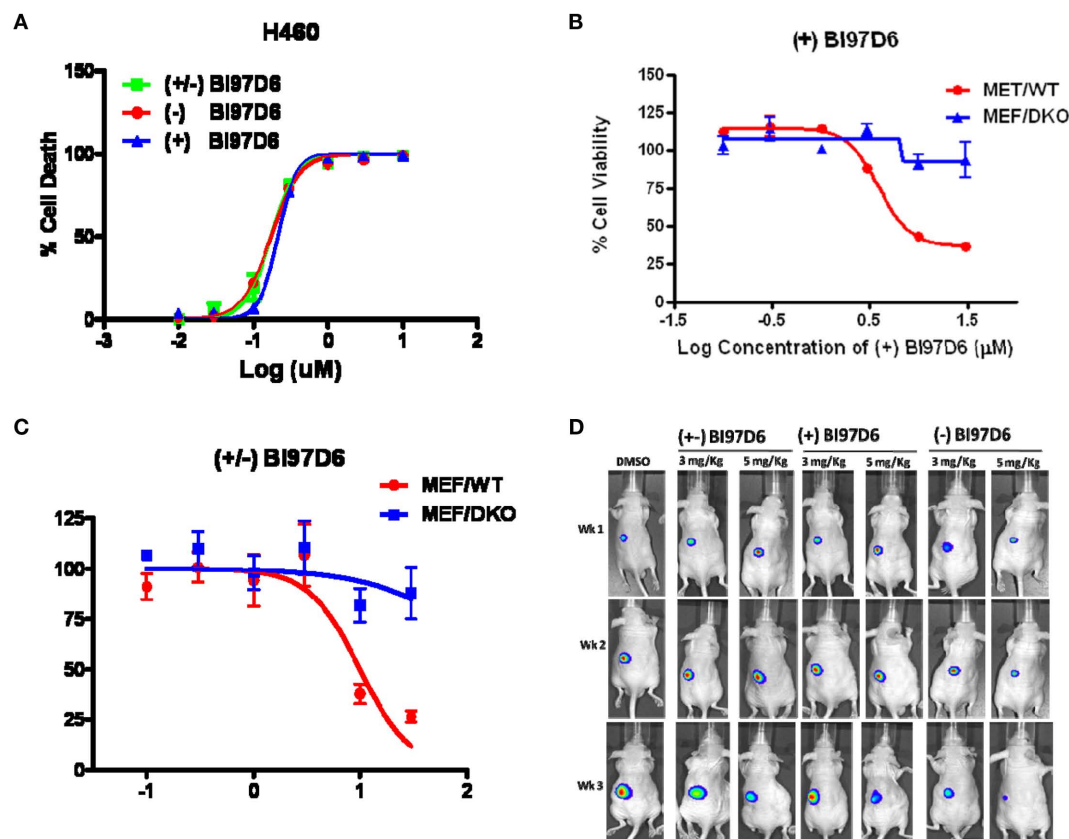 A
H460
150
100
50
0
% Cell Death
(+/-) BI97D6
(-) BI97D6
(+) BI97D6
-3 -2 -1 0 1 2
Log (uM)
B
(+) BI97D6
150
125
100
75
50
25
0
% Cell Viability
MET/WT
MEF/DKO
-1.5 -0.5 0.5 1.5
Log Concentration of (+) BI97D6 (µM)
C
(+/-) BI97D6
MEF/WT
MEF/DKO
125
100
75
50
25
0
-1 0 1 2
D
(+-) BI97D6 (+) BI97D6 (-) BI97D6
DMSO 3 mg/Kg 5 mg/Kg 3 mg/Kg 5 mg/Kg 3 mg/Kg 5 mg/Kg
Wk 1
Wk 2
Wk 3